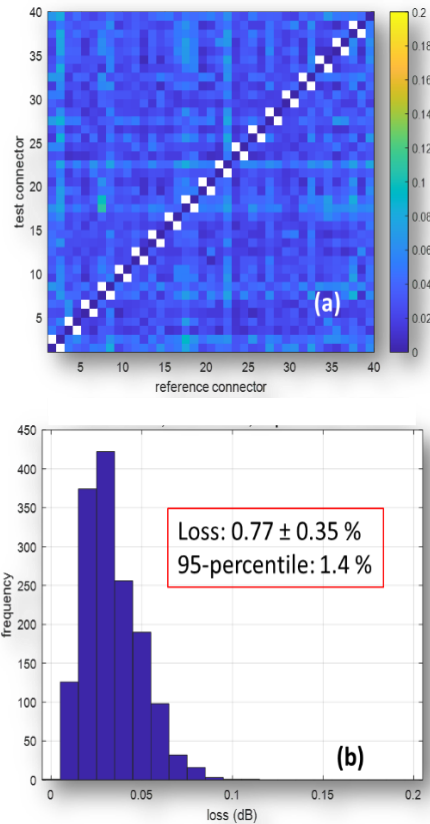 40
35
30
25
20
15
10
5
test connector
5 10 15 20 25 30 35 40
reference connector
0.2
0.18
0.16
0.14
0.12
0.1
0.08
0.06
0.04
0.02
0
(a)
450
400
350
300
250
200
150
100
50
0
frequency
Loss: 0.77 ± 0.35 %
95-percentile: 1.4 %
(b)
0 0.05 0.1 0.15 0.2
loss (dB)